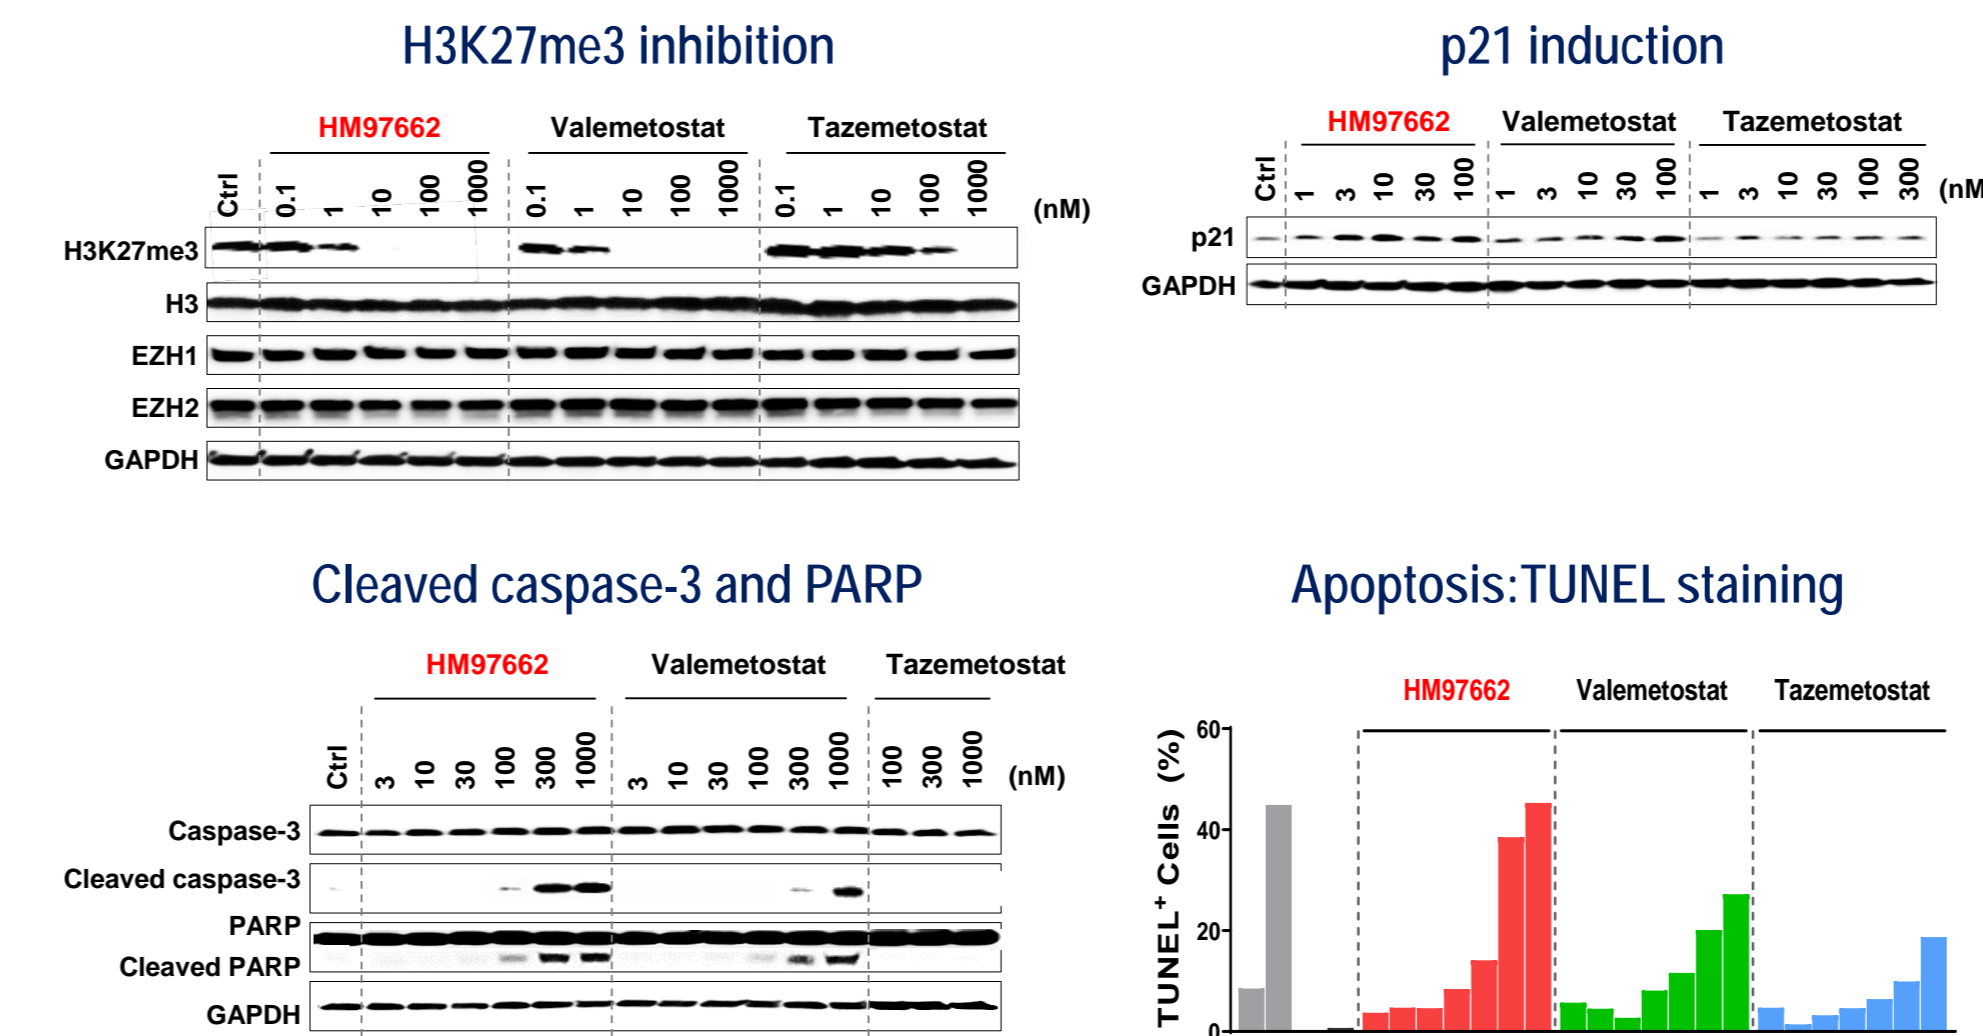 H3K27me3 inhibition
HM97662 Valemetostat Tazemetostat
Ctrl 0.1 1 10 100 1000 0.1 1 10 100 1000 0.1 1 10 100 1000 (nM)
H3K27me3
H3
EZH1
EZH2
GAPDH
p21 induction
HM97662 Valemetostat Tazemetostat
Ctrl 1 3 10 30 100 1 3 10 30 100 1 3 10 30 100 300 (nM
p21
GAPDH
Cleaved caspase-3 and PARP
HM97662 Valemetostat Tazemetostat
Ctrl 3 10 30 100 300 1000 3 10 30 100 300 1000 100 300 1000 (nM)
Caspase-3
Cleaved caspase-3
PARP
Cleaved PARP
GAPDH
Apoptosis:TUNEL staining
HM97662 Valemetostat Tazemetostat
TUNEL+ Cells (%)
60
40
20
0